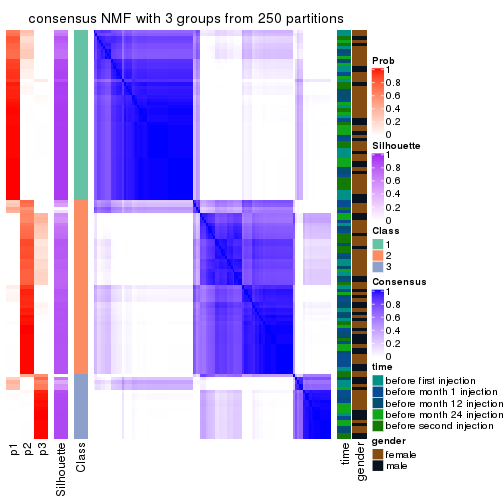 consensus NMF with 3 groups from 250 partitions
Prob
1
0.8
0.6
0.4
0.2
0
Silhouette
1
0.8
0.6
0.4
0.2
0
Class
1
2
3
Consensus
1
0.8
0.6
0.4
0.2
0
time
before first injection
before month 1 injection
before month 12 injection
before month 24 injection
before second injection
gender
female
male
p1
p2
p3
Silhouette
Class
time
gender